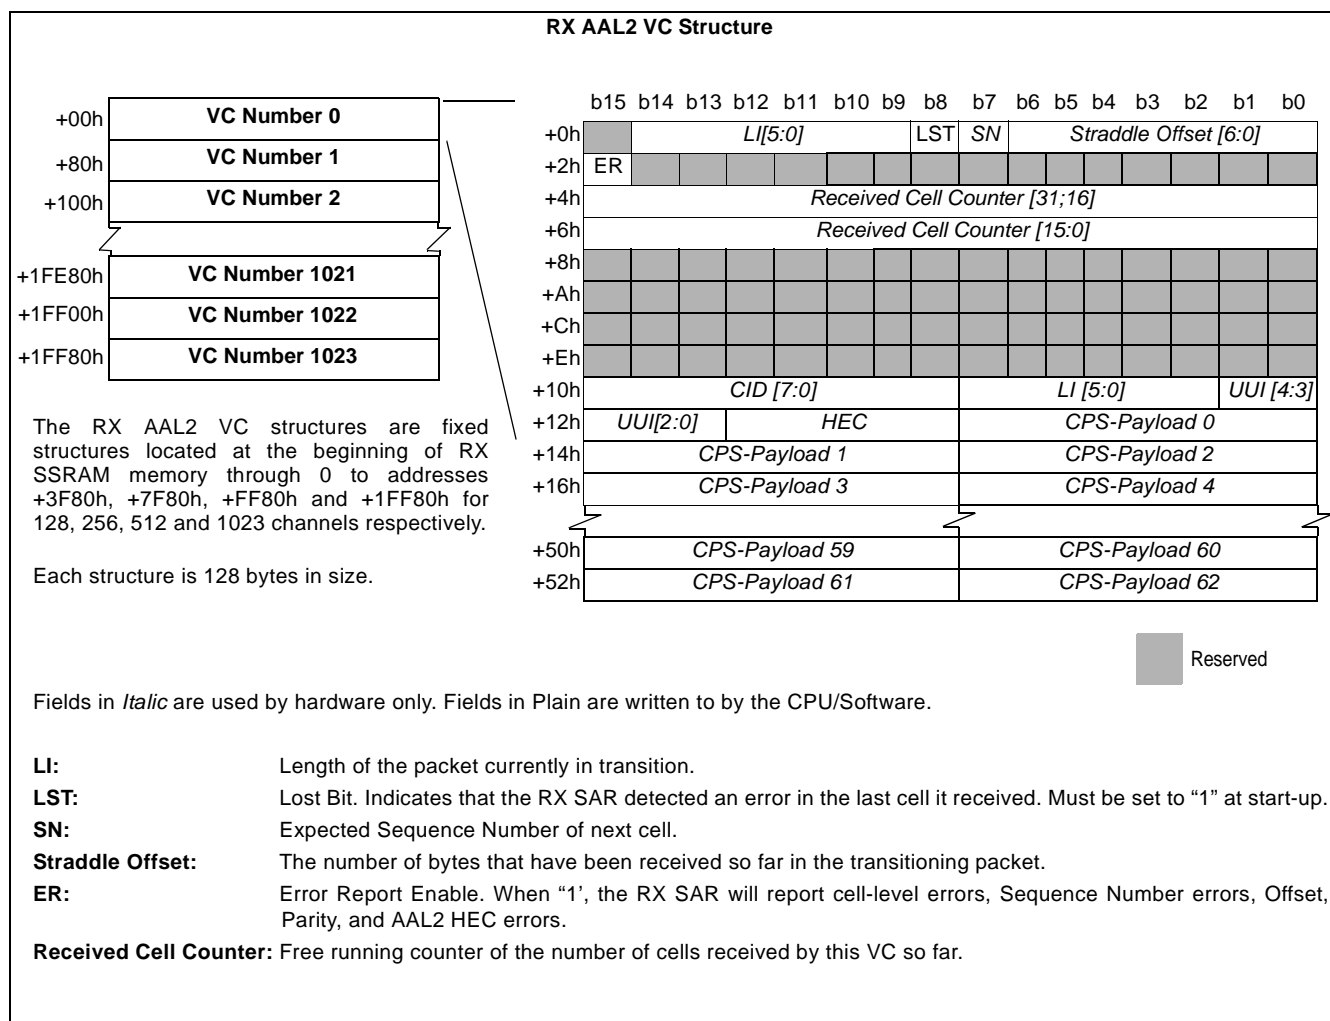 RX AAL2 VC Structure
+00h VC Number 0
+80h VC Number 1
+100h VC Number 2
+1FE80h VC Number 1021
+1FF00h VC Number 1022
+1FF80h VC Number 1023
The RX AAL2 VC structures are fixed
structures located at the beginning of RX
SSRAM memory through 0 to addresses
+3F80h, +7F80h, +FF80h and +1FF80h for
128, 256, 512 and 1023 channels respectively.
Each structure is 128 bytes in size.
b15 b14 b13 b12 b11 b10 b9 b8 b7 b6 b5 b4 b3 b2 b1 b0
+0h LI[5:0] LST SN Straddle Offset [6:0]
+2h ER
+4h Received Cell Counter [31;16]
+6h Received Cell Counter [15:0]
+8h
+Ah
+Ch
+Eh
+10h CID [7:0] LI [5:0] UUI [4:3]
+12h UUI[2:0] HEC CPS-Payload 0
+14h CPS-Payload 1 CPS-Payload 2
+16h CPS-Payload 3 CPS-Payload 4
+50h CPS-Payload 59 CPS-Payload 60
+52h CPS-Payload 61 CPS-Payload 62
Reserved
Fields in Italic are used by hardware only. Fields in Plain are written to by the CPU/Software.
LI: Length of the packet currently in transition.
LST: Lost Bit. Indicates that the RX SAR detected an error in the last cell it received. Must be set to “1” at start-up.
SN: Expected Sequence Number of next cell.
Straddle Offset: The number of bytes that have been received so far in the transitioning packet.
ER: Error Report Enable. When “1’, the RX SAR will report cell-level errors, Sequence Number errors, Offset,
Parity, and AAL2 HEC errors.
Received Cell Counter: Free running counter of the number of cells received by this VC so far.